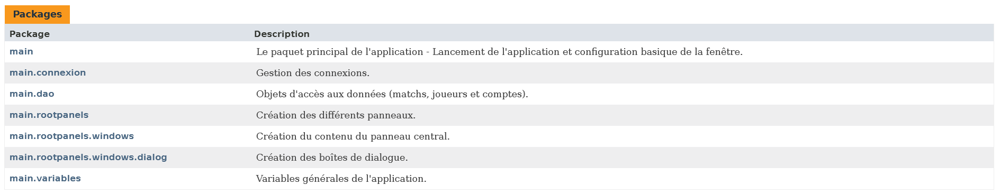 Packages
Package Description
main Le paquet principal de l'application - Lancement de l'application et configuration basique de la fenêtre.
main.connexion Gestion des connexions.
main.dao Objets d'accès aux données (matchs, joueurs et comptes).
main.rootpanels Création des différents panneaux.
main.rootpanels.windows Création du contenu du panneau central.
main.rootpanels.windows.dialog Création des boîtes de dialogue.
main.variables Variables générales de l'application.